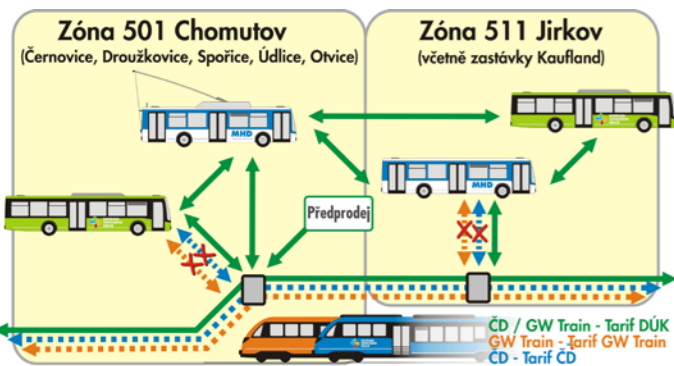 Zóna 501 Chomutov
(Černovice, Droužkovice, Spořice, Údlice, Otvice)
Zóna 511 Jirkov
(včetně zastávky Kaufland)
MHD
MHD
Předprodej
ČD / GW Train - Tarif DÚK
GW Train - Tarif GW Train
ČD - Tarif ČD